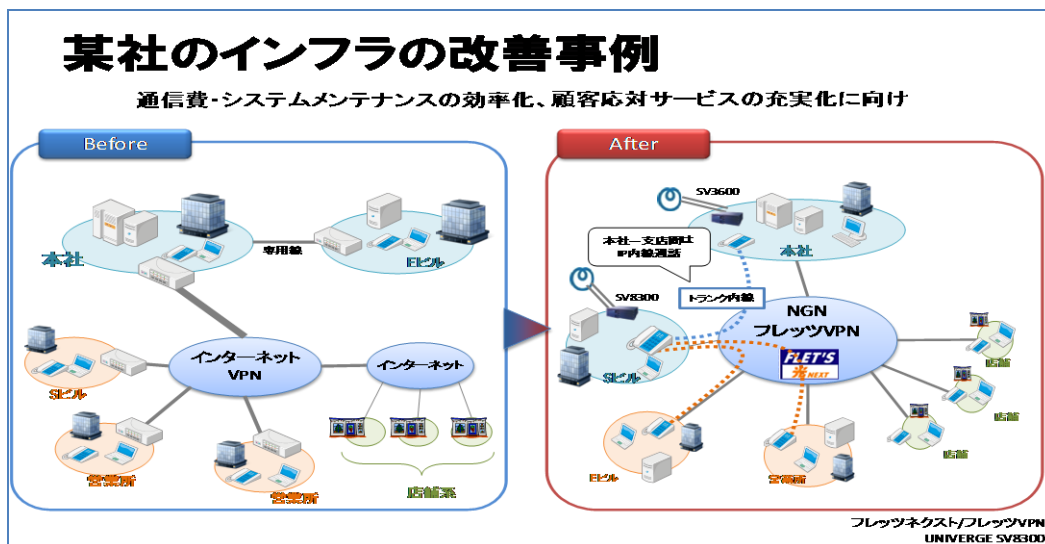 某社のインフラの改善事例
通信費・システムメンテナンスの効率化、顧客応対サービスの充実化に向け
Before
本社
専用線
Eビル
インターネット
VPN
インターネット
Sビル
営業所
営業所
店舗系
After
SV3600
本社
本社ー支店間は
IP内線通話
SV8300
トランク内線
NGN
フレッツVPN
FLET'S
光NEXT
Sビル
店舗
店舗
店舗
Eビル
営業所
フレッツネクスト/フレッツVPN
UNIVERGE SV8300